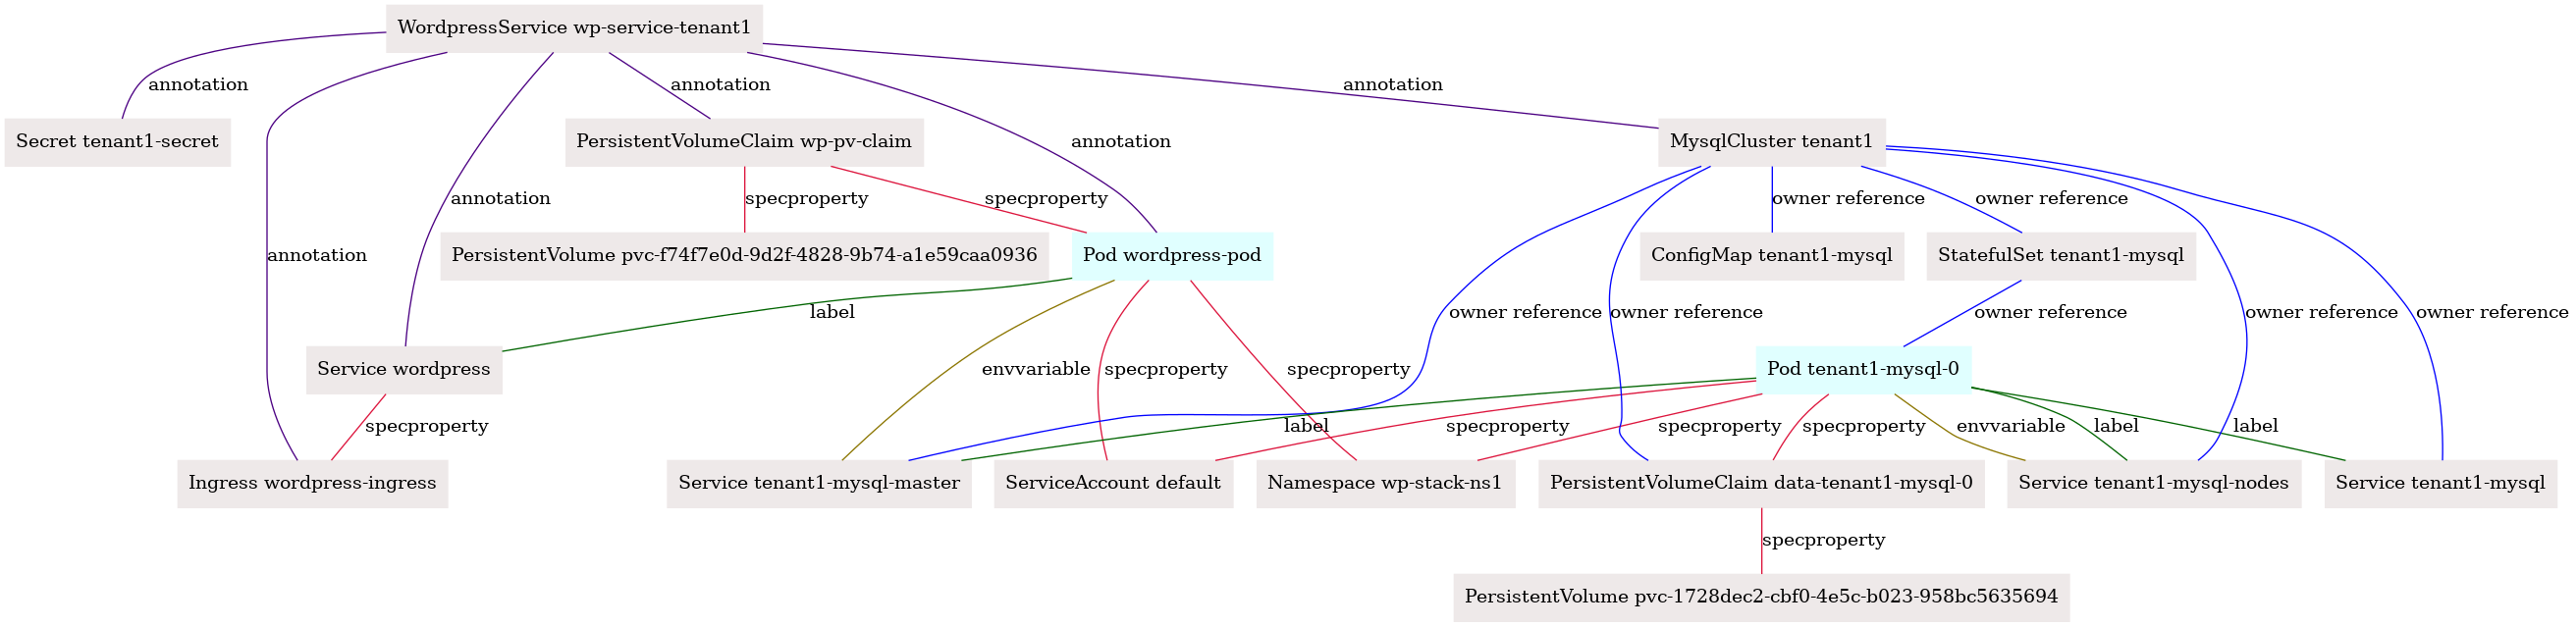 WordpressService wp-service-tenant1
annotation
annotation
annotation
Secret tenant1-secret
PersistentVolumeClaim wp-pv-claim
annotation
MysqlCluster tenant1
annotation
specproperty
specproperty
owner reference
owner reference
annotation
PersistentVolume pvc-f74f7e0d-9d2f-4828-9b74-a1e59caa0936
Pod wordpress-pod
ConfigMap tenant1-mysql
StatefulSet tenant1-mysql
label
owner reference
owner reference
owner reference
owner reference
owner reference
Service wordpress
envvariable
specproperty
specproperty
Pod tenant1-mysql-0
specproperty
label
specproperty
specproperty
specproperty
envvariable
label
label
Ingress wordpress-ingress
Service tenant1-mysql-master
ServiceAccount default
Namespace wp-stack-ns1
PersistentVolumeClaim data-tenant1-mysql-0
Service tenant1-mysql-nodes
Service tenant1-mysql
specproperty
PersistentVolume pvc-1728dec2-cbf0-4e5c-b023-958bc5635694